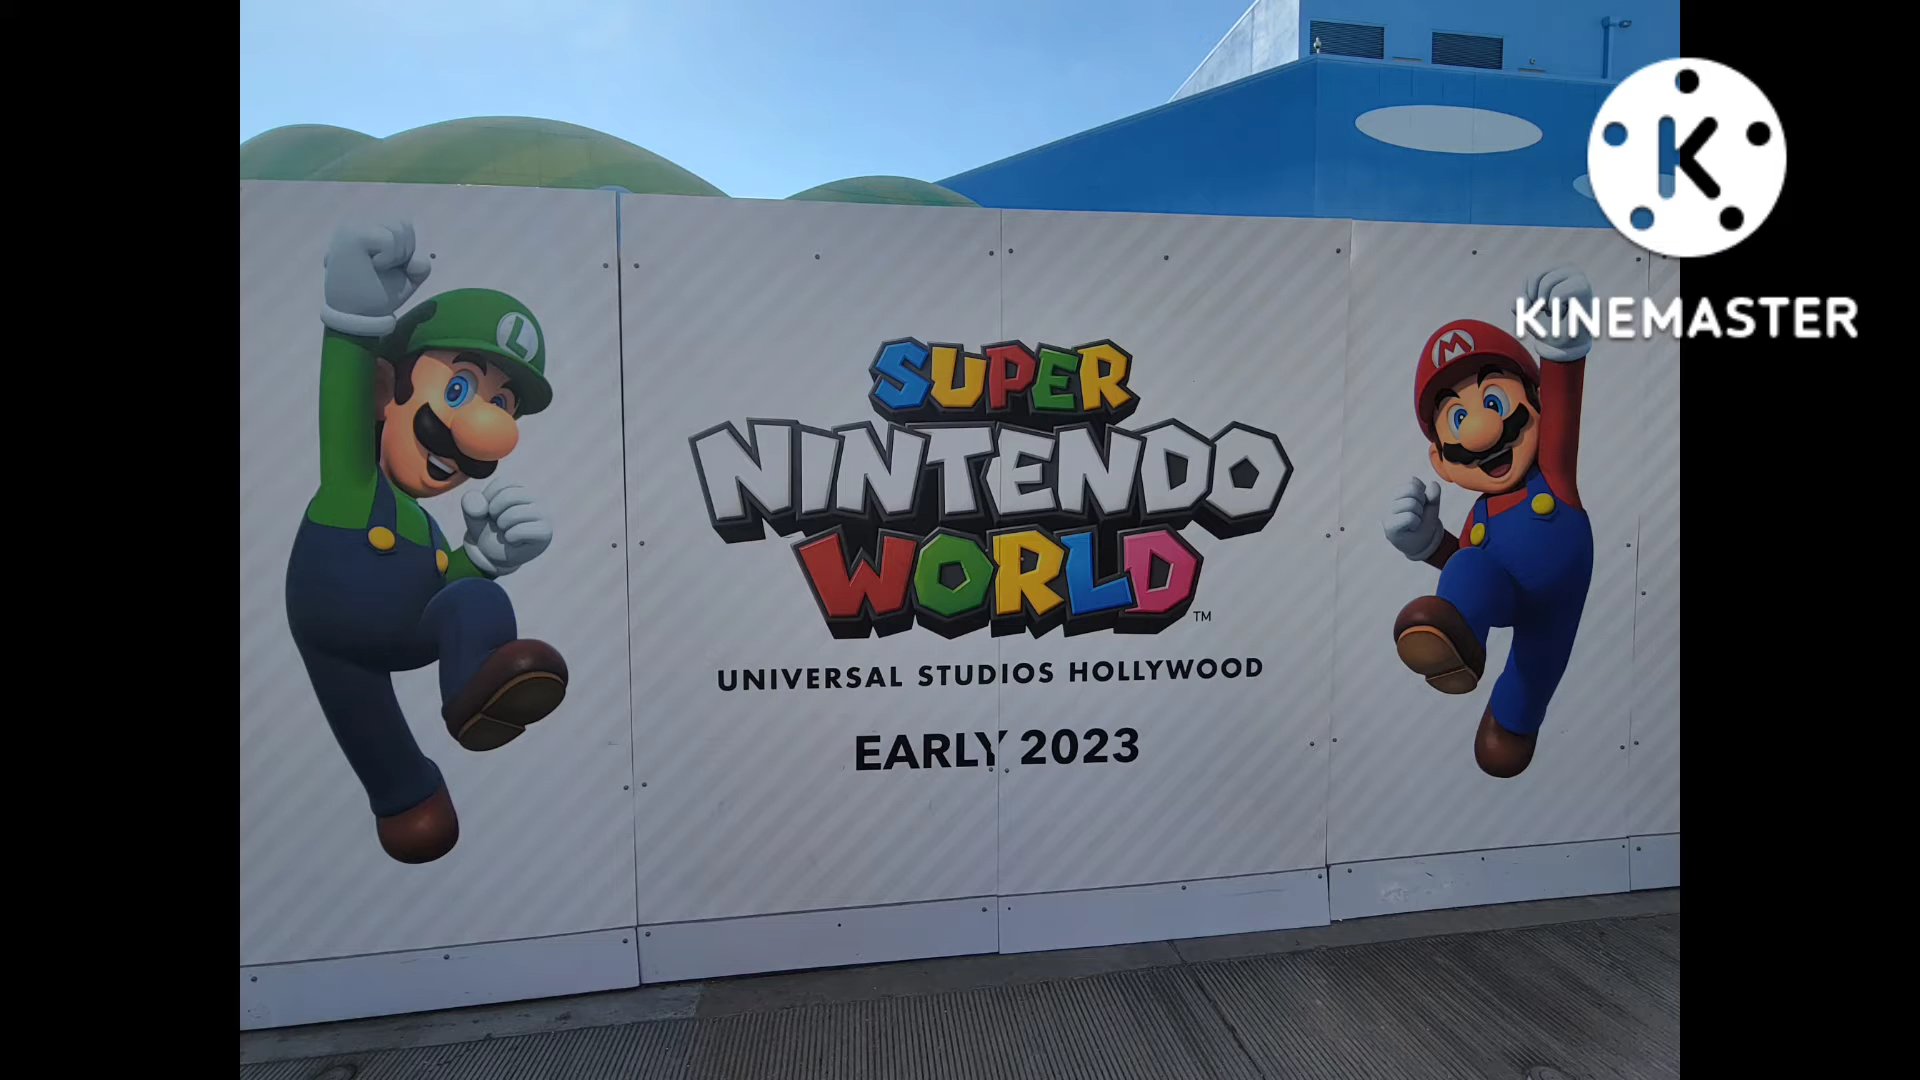 K
KINEMASTER
L
M
SUPER
NINTENDO
WORLD
TM
UNIVERSAL STUDIOS HOLLYWOOD
EARLY 2023